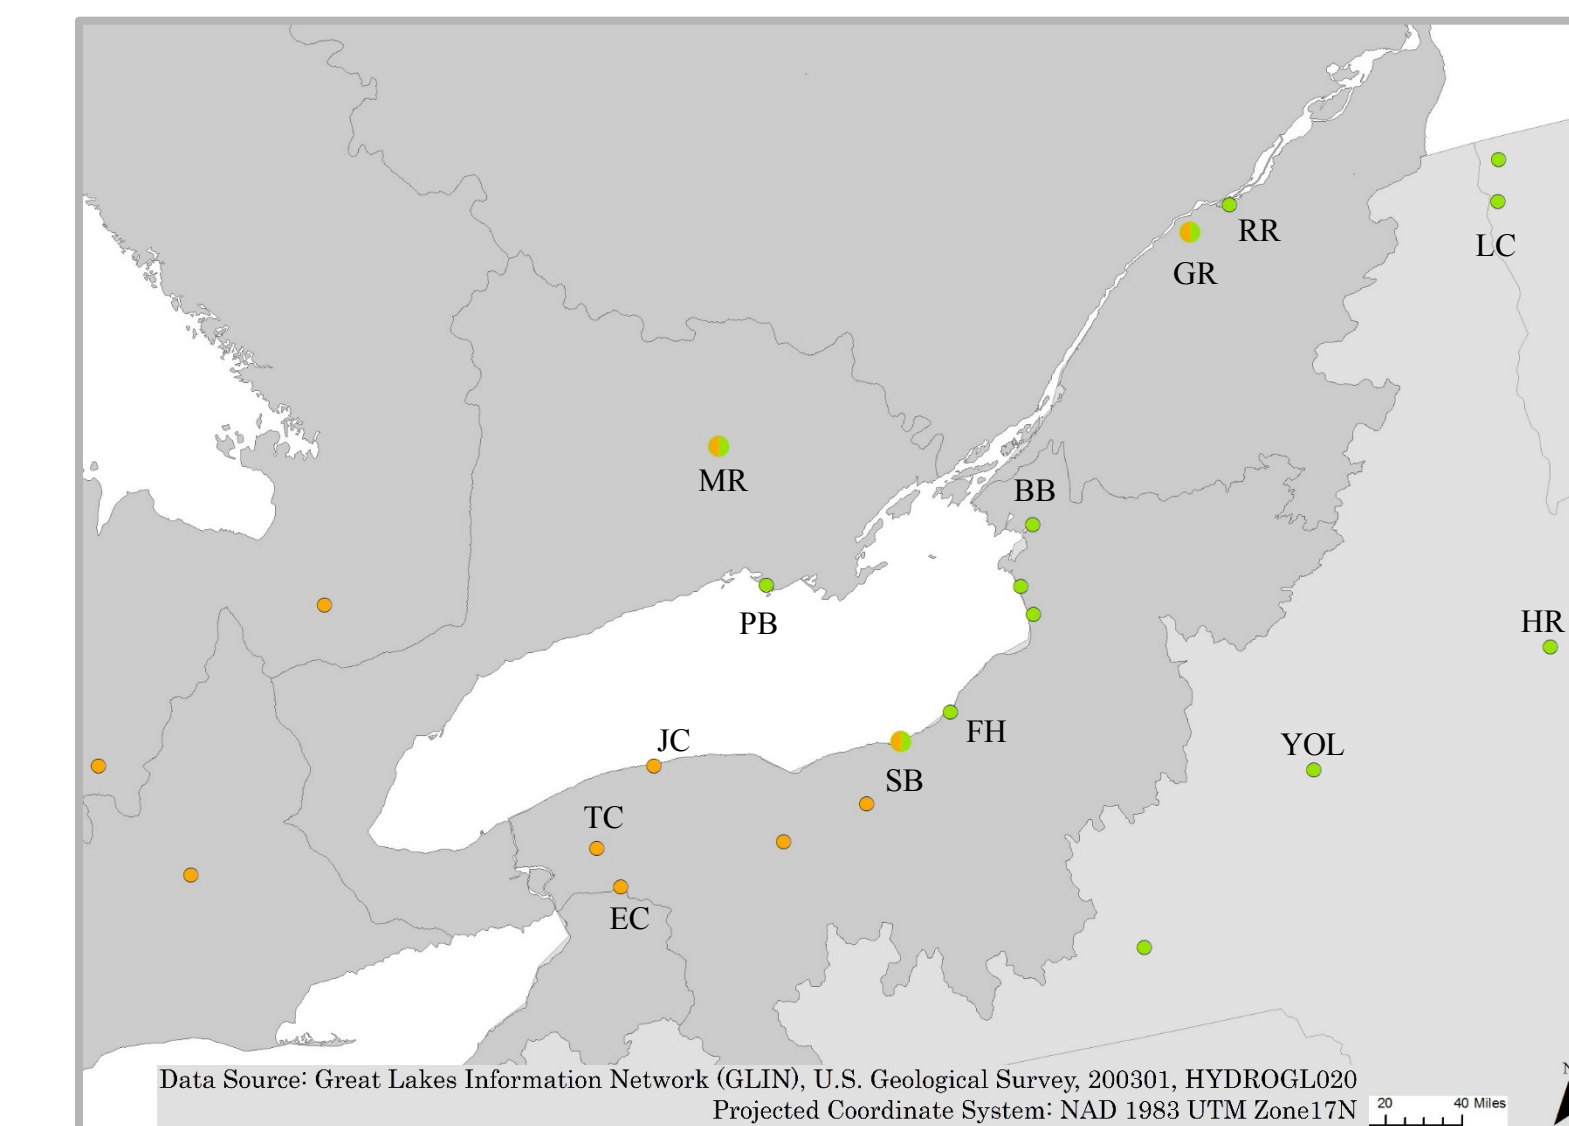 RR
LC
GR
MR
BB
PB
HR
FH
JC
YOL
SB
TC
EC
N
Data Source: Great Lakes Information Network (GLIN), U.S. Geological Survey, 200301, HYDROGL020
Projected Coordinate System: NAD 1983 UTM Zone17N
20 40 Miles